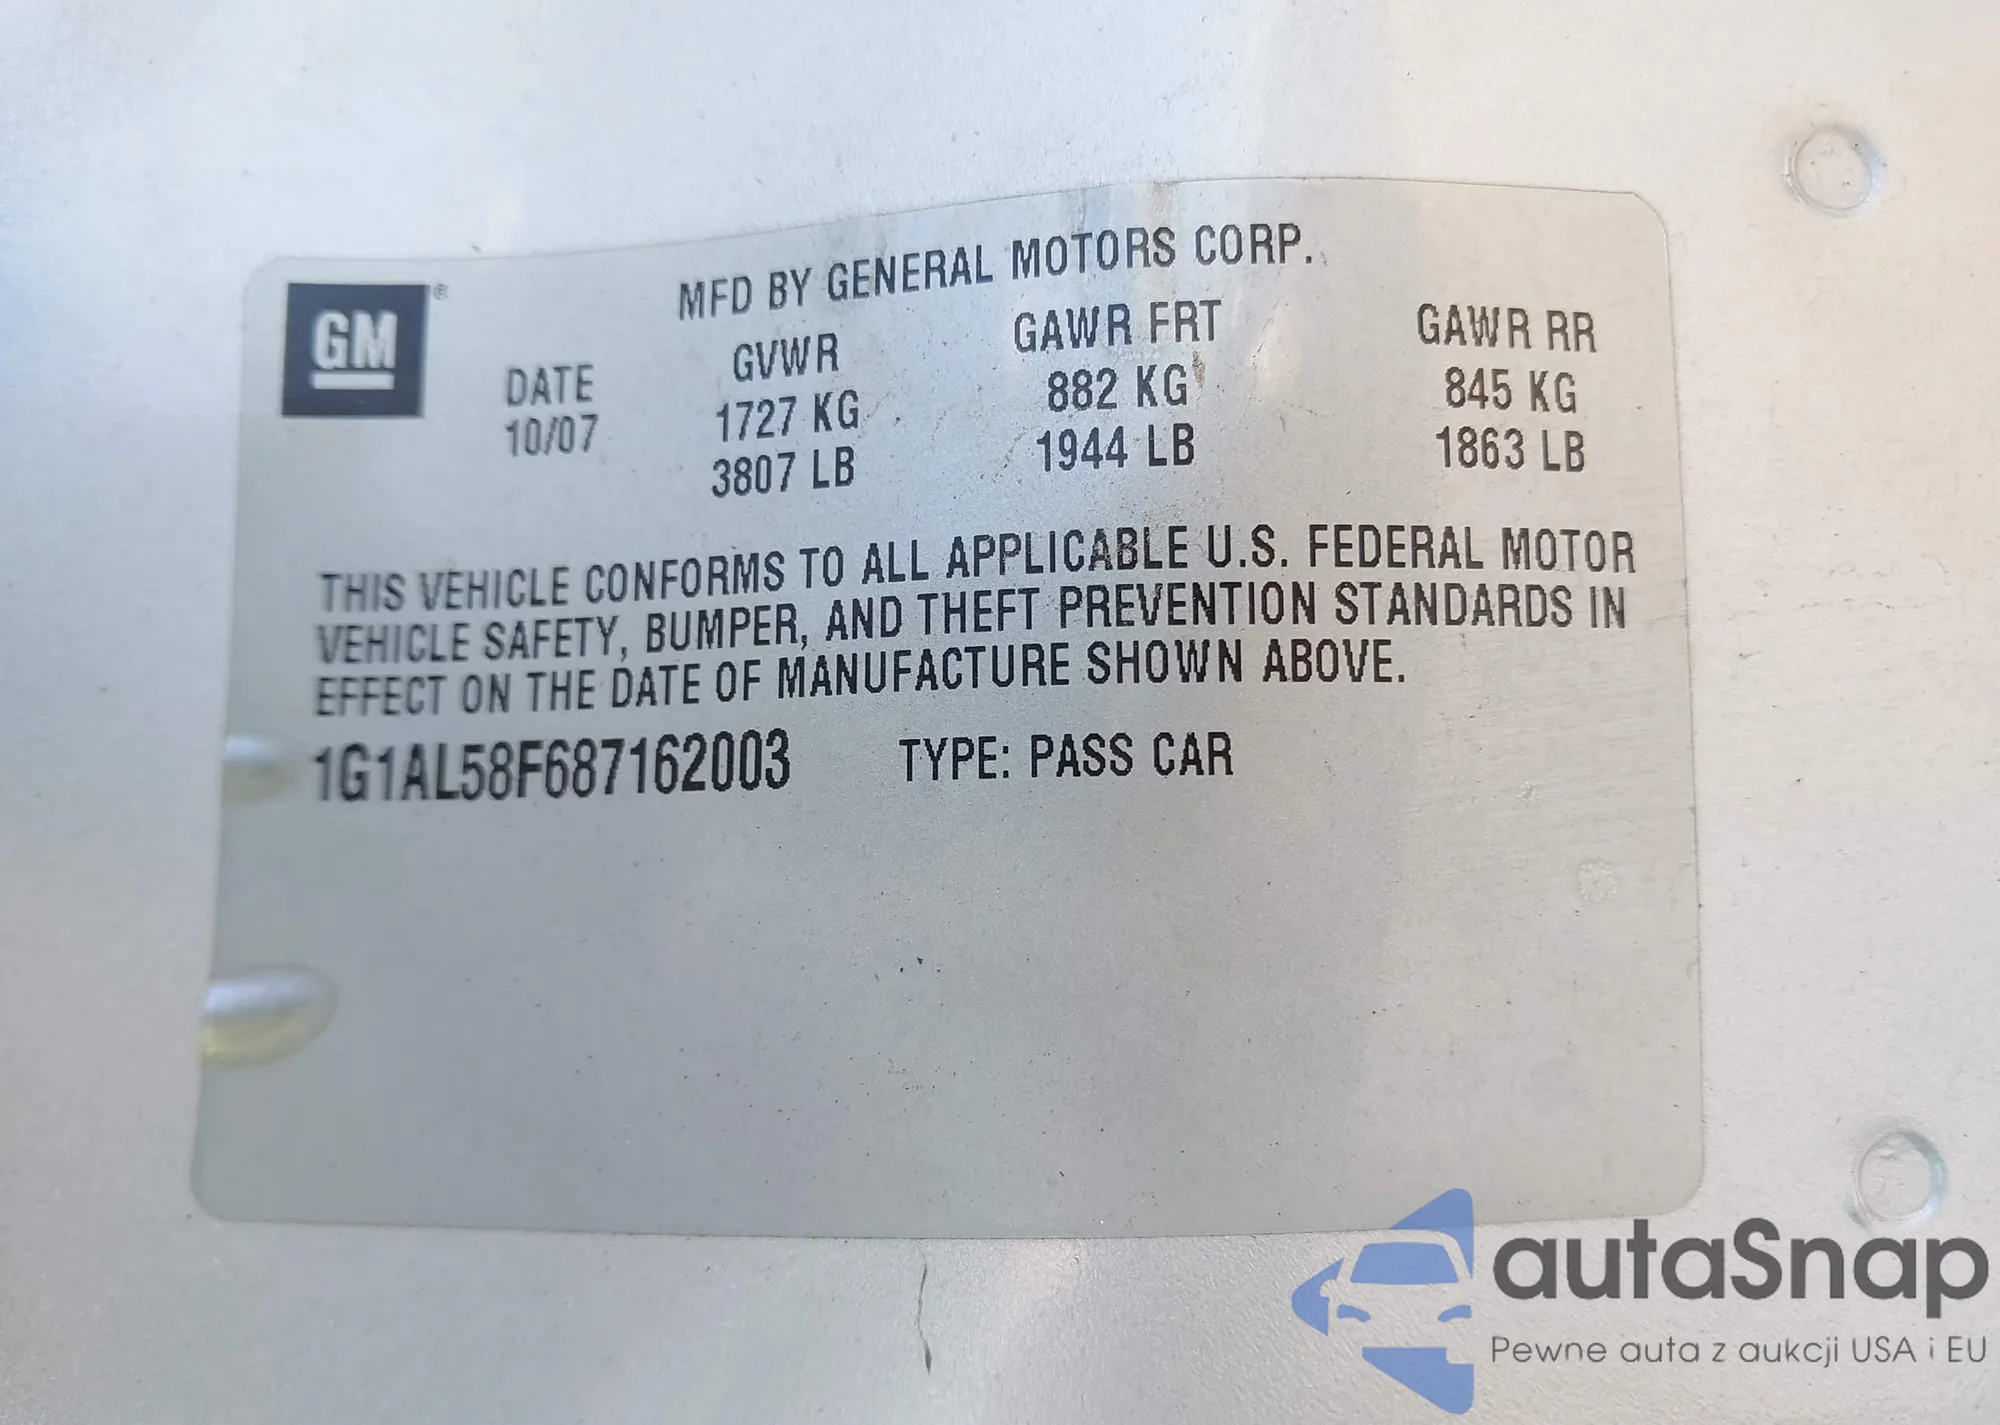 GM®
MFD BY GENERAL MOTORS CORP.
DATE GVWR GAWR FRT GAWR RR
10/07 1727 KG 882 KG 845 KG
3807 LB 1944 LB 1863 LB
THIS VEHICLE CONFORMS TO ALL APPLICABLE U.S. FEDERAL MOTOR
VEHICLE SAFETY, BUMPER, AND THEFT PREVENTION STANDARDS IN
EFFECT ON THE DATE OF MANUFACTURE SHOWN ABOVE.
1G1AL58F687162003 TYPE: PASS CAR
autaSnap
Pewne auta z aukcji USA i EU